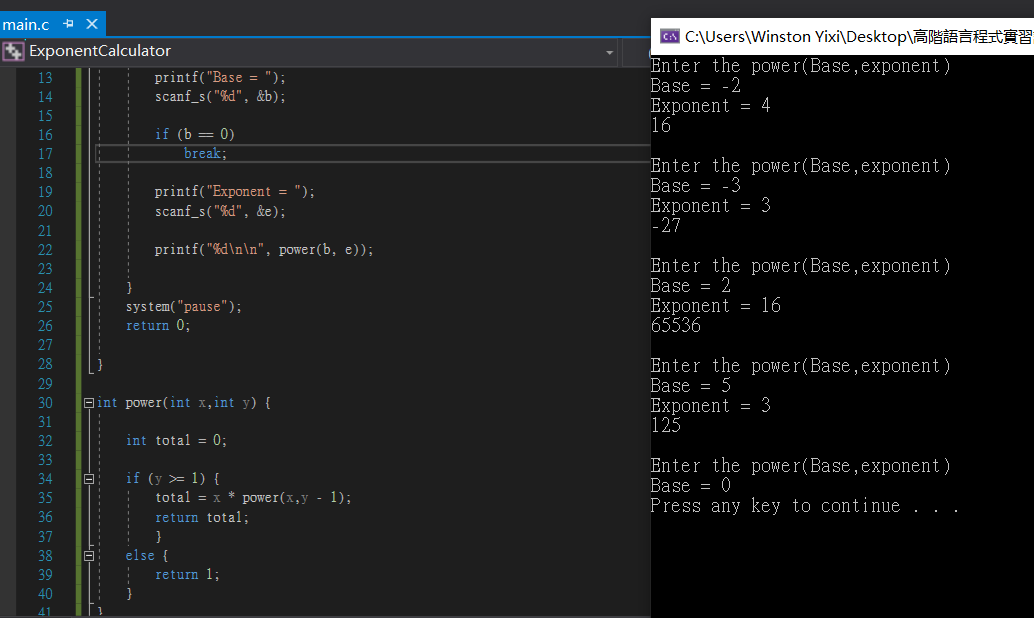 main.c
ExponentCalculator
13 printf("Base = ");
14 scanf_s("%d", &b);
15
16 if (b == 0)
17 break;
18
19 printf("Exponent = ");
20 scanf_s("%d", &e);
21
22 printf("%d\n\n", power(b, e));
23
24 }
25 system("pause");
26 return 0;
27
28 }
29
30 int power(int x,int y) {
31
32 int total = 0;
33
34 if (y >= 1) {
35 total = x * power(x,y - 1);
36 return total;
37 }
38 else {
39 return 1;
40 }
41 }
C:\Users\Winston Yixi\Desktop\高階語言程式實習
Enter the power(Base,exponent)
Base = -2
Exponent = 4
16
Enter the power(Base,exponent)
Base = -3
Exponent = 3
-27
Enter the power(Base,exponent)
Base = 2
Exponent = 16
65536
Enter the power(Base,exponent)
Base = 5
Exponent = 3
125
Enter the power(Base,exponent)
Base = 0
Press any key to continue . . .